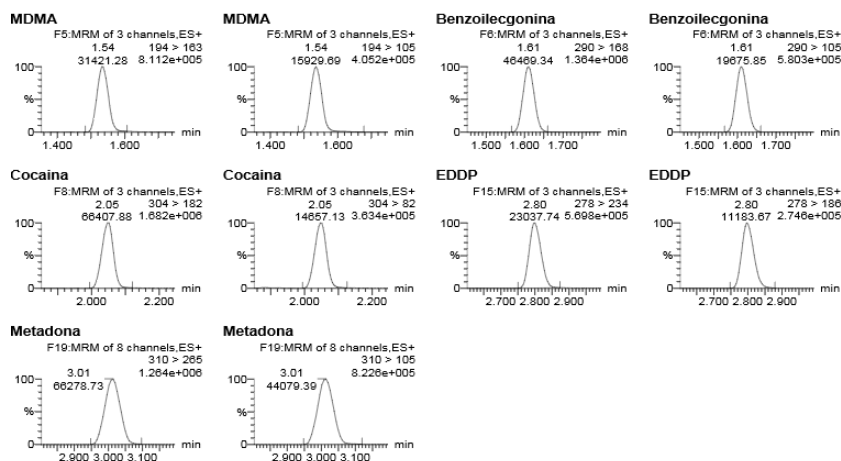 MDMA
F5:MRM of 3 channels,ES+
1.54 194 > 163
31421.28 8.112e+005
100
%
0
min
1.400 1.600
MDMA
F5:MRM of 3 channels,ES+
1.54 194 > 105
15929.69 4.052e+005
100
%
0
min
1.400 1.600
Benzoilecgonina
F6:MRM of 3 channels,ES+
1.61 290 > 168
46469.34 1.364e+006
100
%
0
min
1.500 1.600 1.700
Benzoilecgonina
F6:MRM of 3 channels,ES+
1.61 290 > 105
19675.85 5.803e+005
100
%
0
min
1.500 1.600 1.700
Cocaina
F8:MRM of 3 channels,ES+
2.05 304 > 182
66407.88 1.682e+006
100
%
0
min
2.000 2.200
Cocaina
F8:MRM of 3 channels,ES+
2.05 304 > 82
14657.13 3.634e+005
100
%
0
min
2.000 2.200
EDDP
F15:MRM of 3 channels,ES+
2.80 278 > 234
23037.74 5.698e+005
100
%
0
min
2.700 2.800 2.900
EDDP
F15:MRM of 3 channels,ES+
2.80 278 > 186
11183.67 2.746e+005
100
%
0
min
2.700 2.800 2.900
Metadona
F19:MRM of 8 channels,ES+
310 > 265
3.01 1.264e+006
66278.73
100
%
0
min
2.900 3.000 3.100
Metadona
F19:MRM of 8 channels,ES+
310 > 105
3.01 8.226e+005
44079.39
100
%
0
min
2.900 3.000 3.100